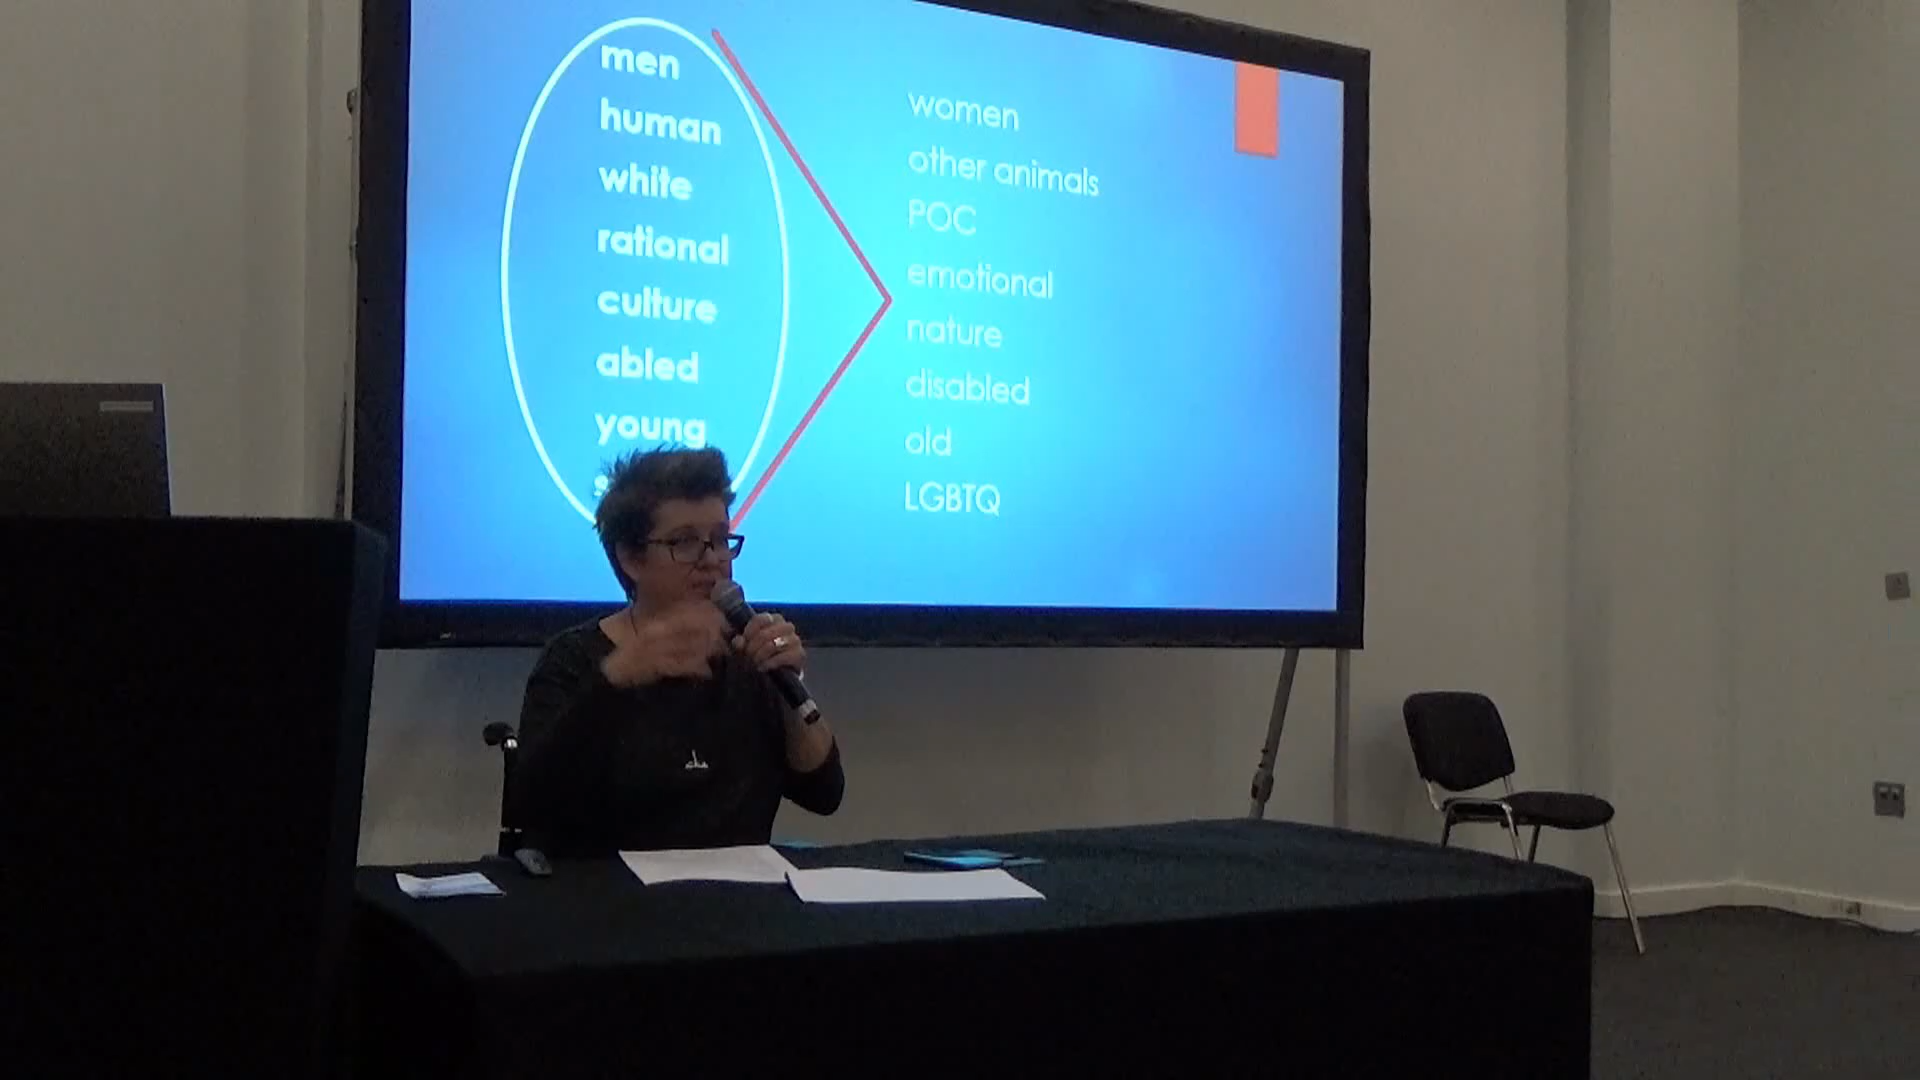 men
human
white
rational
culture
abled
young
women
other animals
POC
emotional
nature
disabled
old
LGBTQ